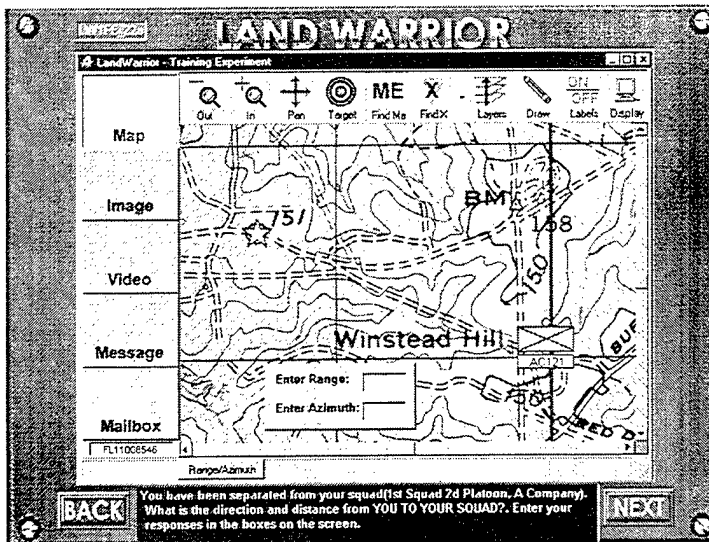 LAND WARRIOR
LandWarrior - Training Experiment
Out In Pan Target ME Find Me X Find X Layers Draw ON OFF Labels Display
Map
Image
Video
Message
Mailbox
FL11008546
751
BM
158
150
Winstead Hill
AC121
RED D
Enter Range:
Enter Azimuth:
Range/Azimuth
BACK
You have been separated from your squad(1st Squad 2d Platoon, A Company).
What is the direction and distance from YOU TO YOUR SQUAD?. Enter your
responses in the boxes on the screen.
NEXT